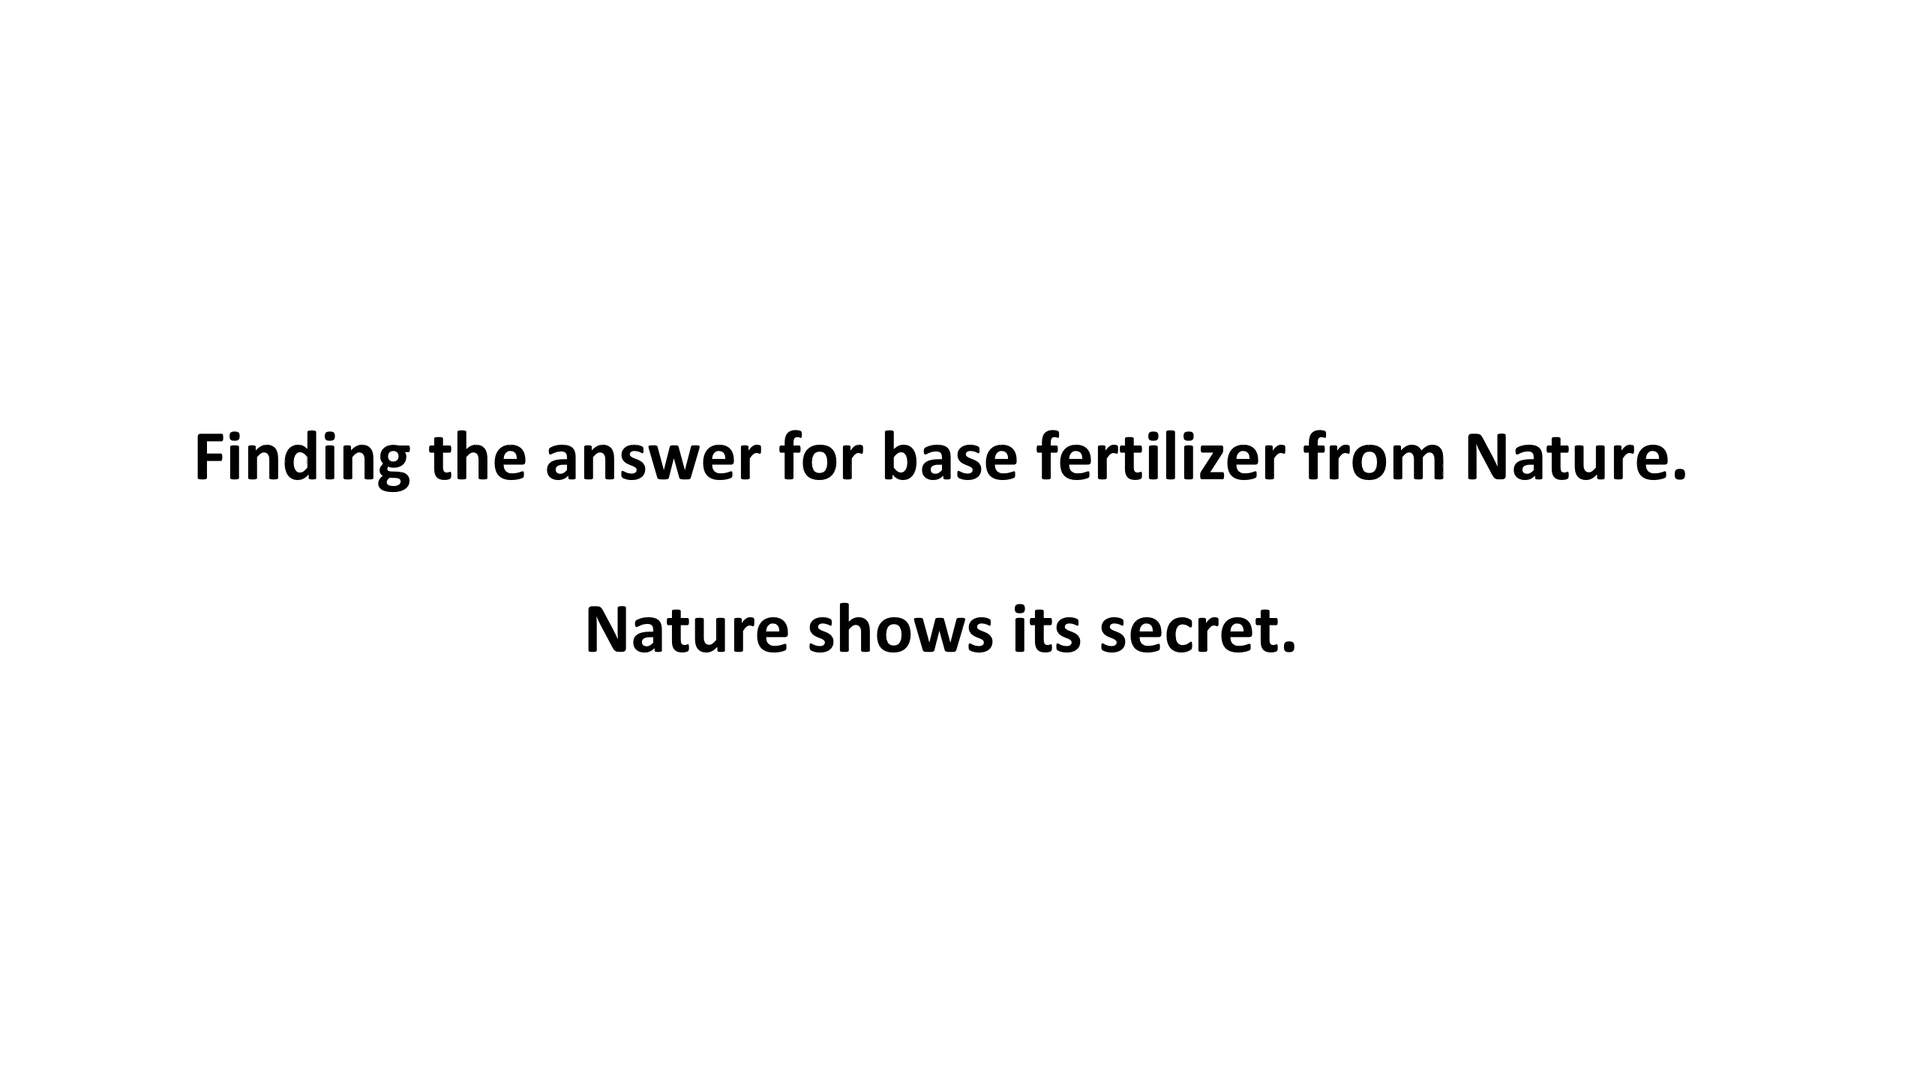 Finding the answer for base fertilizer from Nature.
Nature shows its secret.